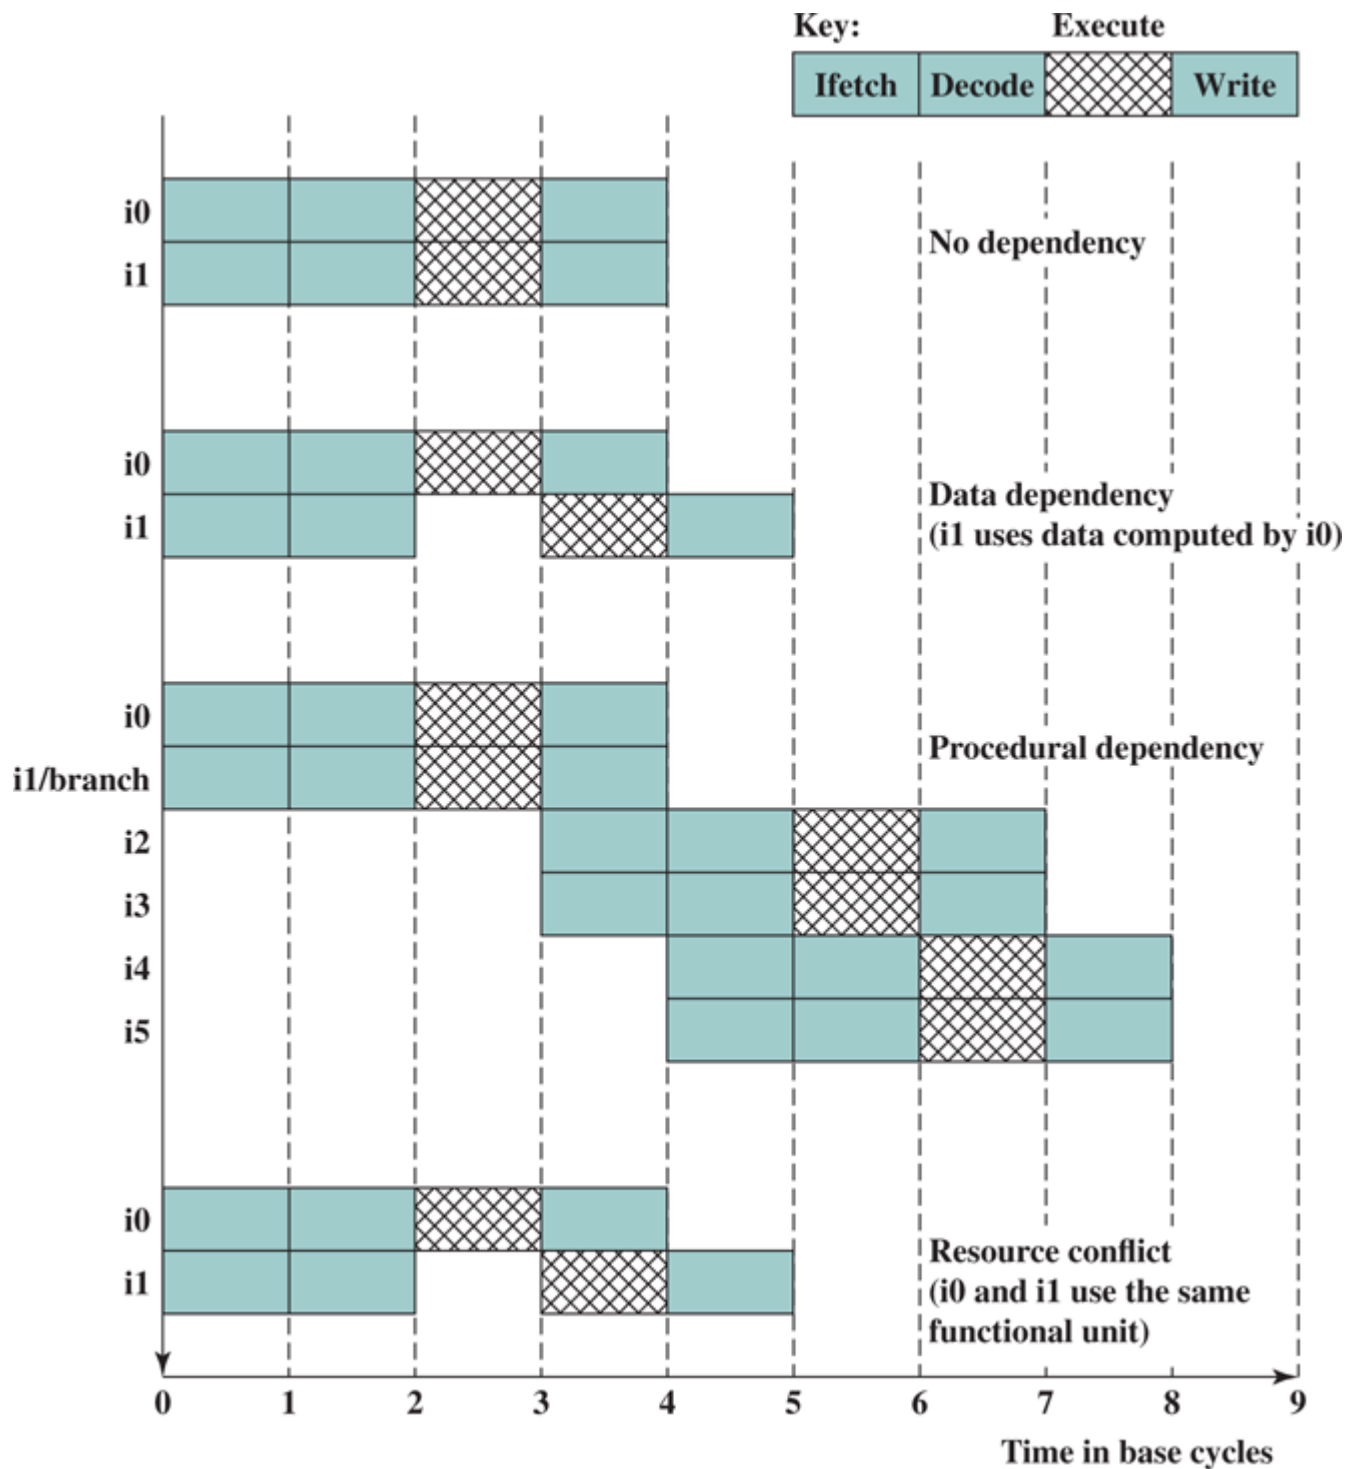 Key: Execute
Ifetch Decode Write
i0
No dependency
i1
i0
Data dependency
i1
(i1 uses data computed by i0)
i0
Procedural dependency
i1/branch
i2
i3
i4
i5
i0
Resource conflict
i1
(i0 and i1 use the same
functional unit)
0 1 2 3 4 5 6 7 8 9
Time in base cycles